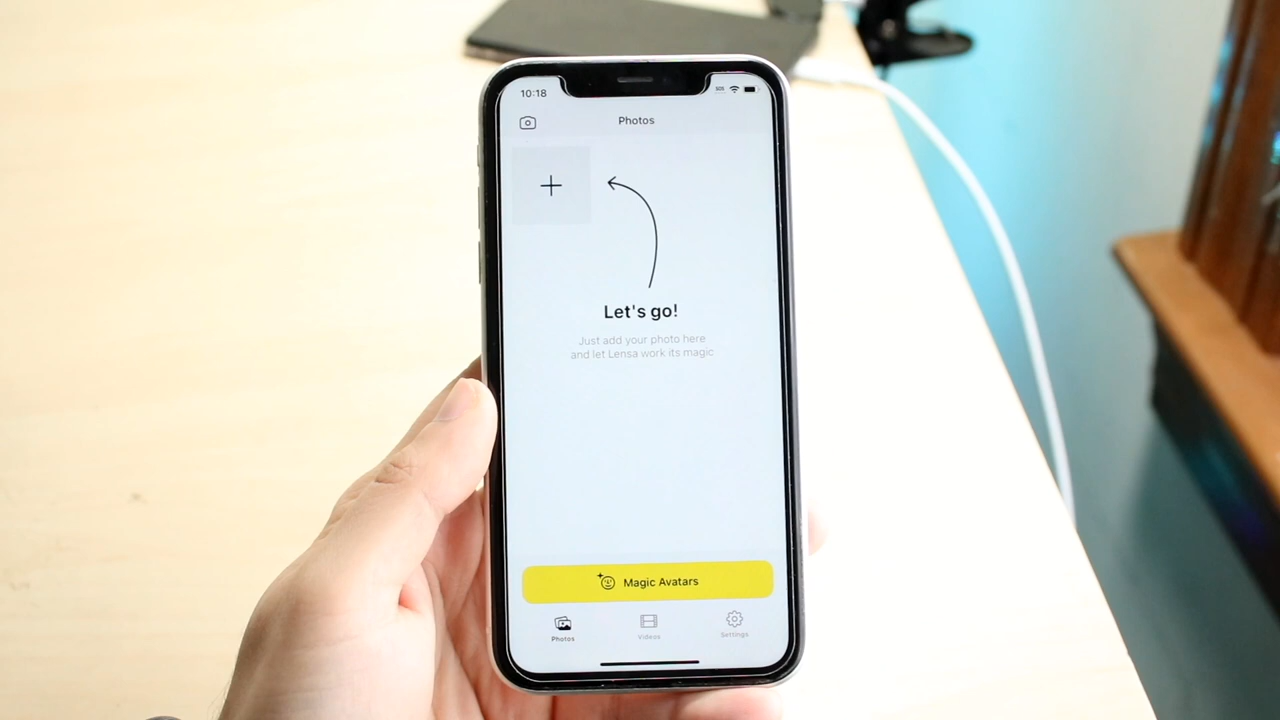 10:18
SOS
Photos
Let's go!
Just add your photo here
and let Lensa work its magic
Magic Avatars
Photos
Videos
Settings